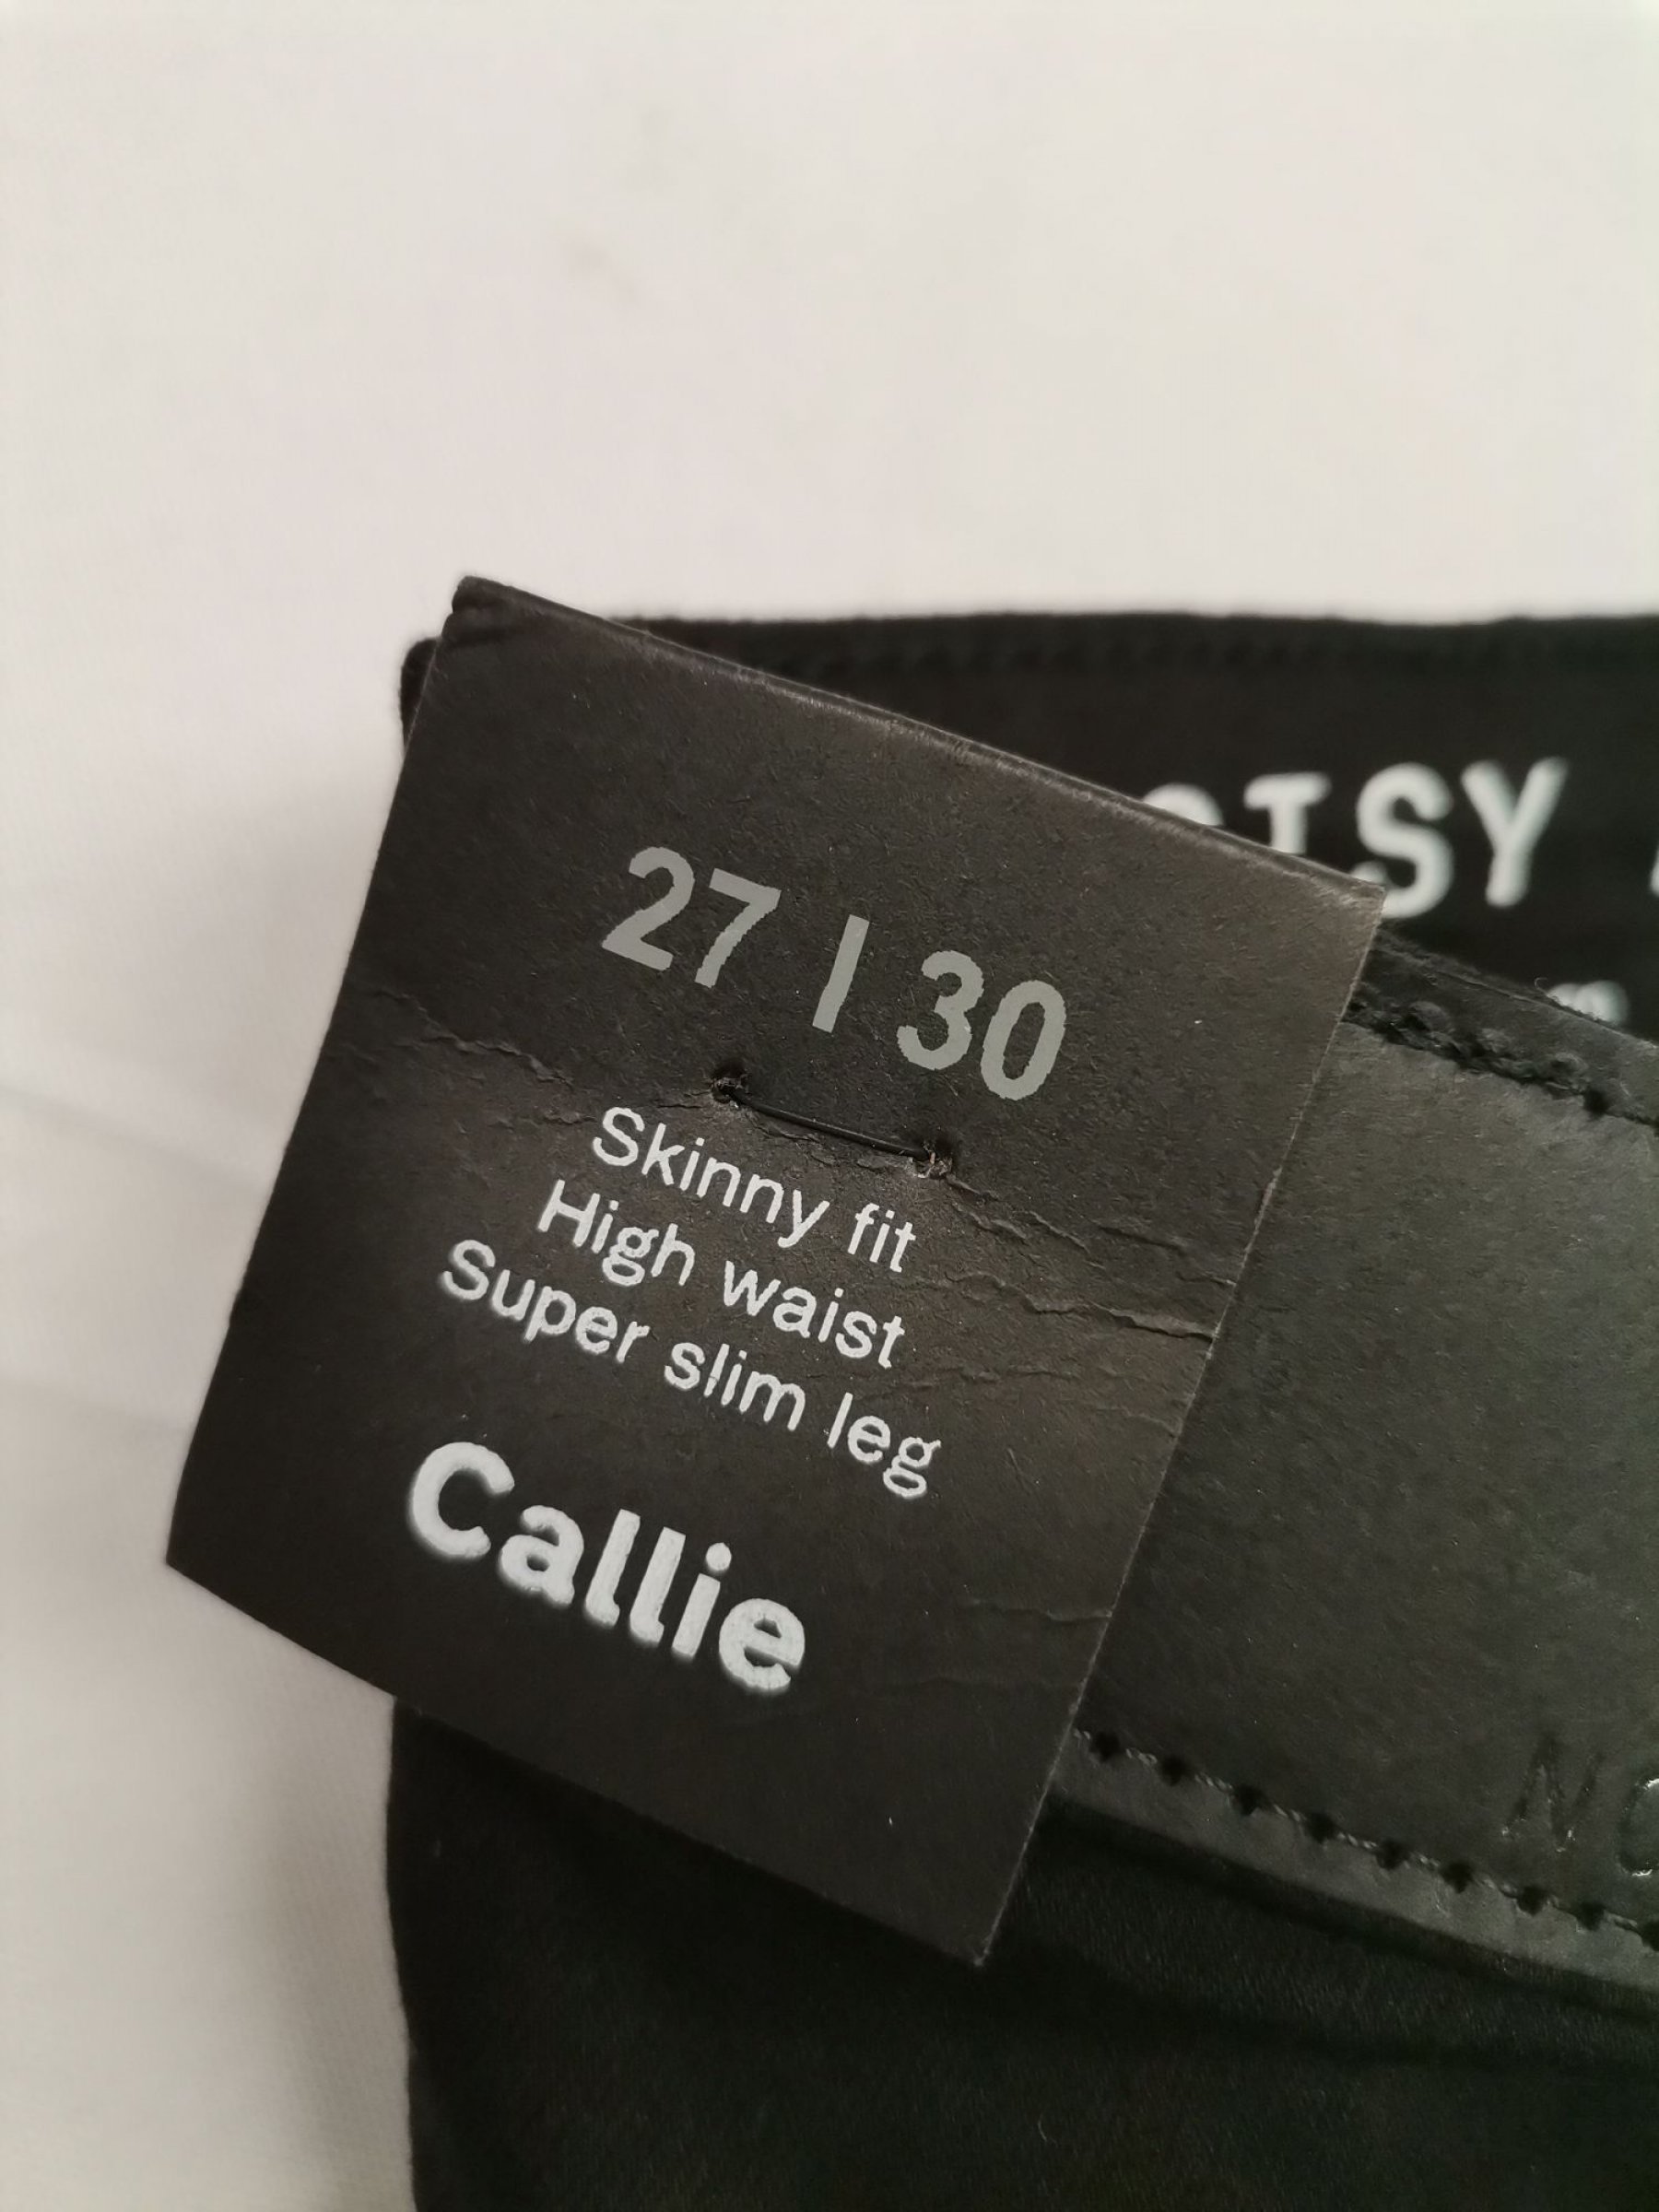 27 | 30
Skinny fit
High waist
Super slim leg
Callie